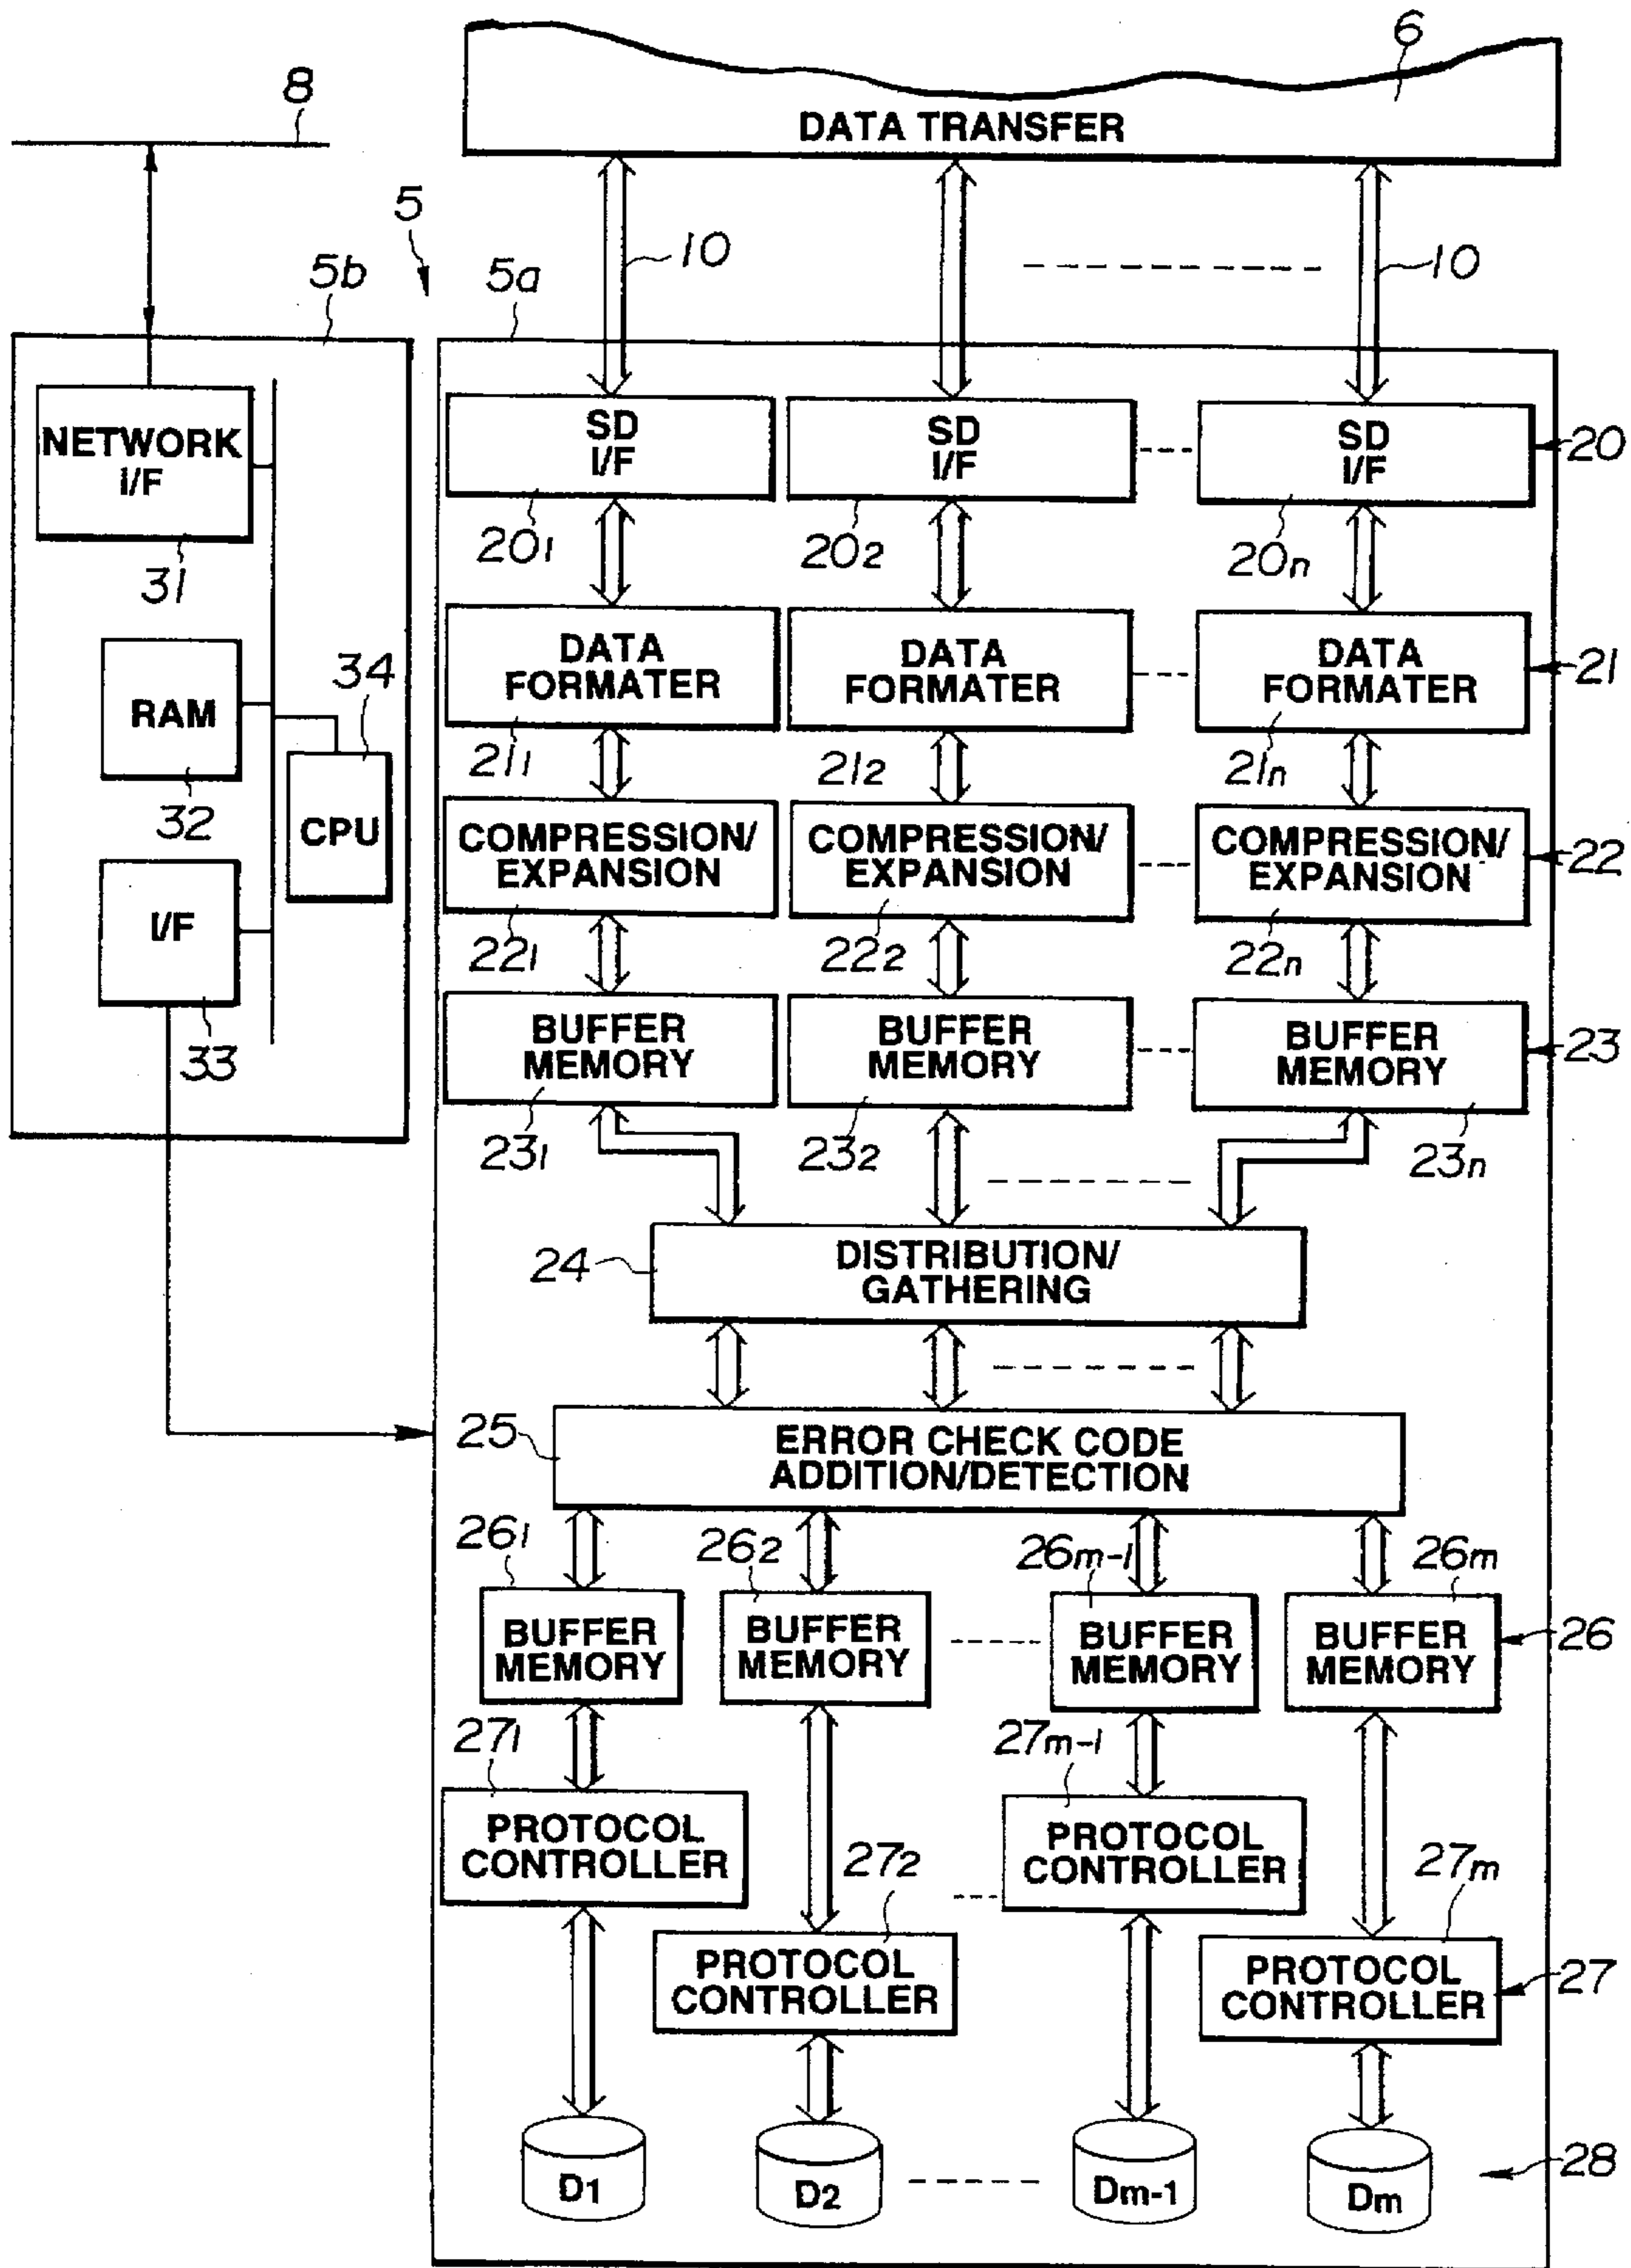 6
DATA TRANSFER
8
5
10
10
5b
5a
NETWORK
I/F
31
RAM
32
34
CPU
I/F
33
SD
I/F
SD
I/F
SD
I/F
20
201
202
20n
DATA
FORMATER
DATA
FORMATER
DATA
FORMATER
21
211
212
21n
COMPRESSION/
EXPANSION
COMPRESSION/
EXPANSION
COMPRESSION/
EXPANSION
22
221
222
22n
BUFFER
MEMORY
BUFFER
MEMORY
BUFFER
MEMORY
23
231
232
23n
24
DISTRIBUTION/
GATHERING
25
ERROR CHECK CODE
ADDITION/DETECTION
261
262
26m-1
26m
BUFFER
MEMORY
BUFFER
MEMORY
BUFFER
MEMORY
BUFFER
MEMORY
26
271
27m-1
PROTOCOL
CONTROLLER
PROTOCOL
CONTROLLER
272
27m
PROTOCOL
CONTROLLER
PROTOCOL
CONTROLLER
27
D1
D2
Dm-1
Dm
28